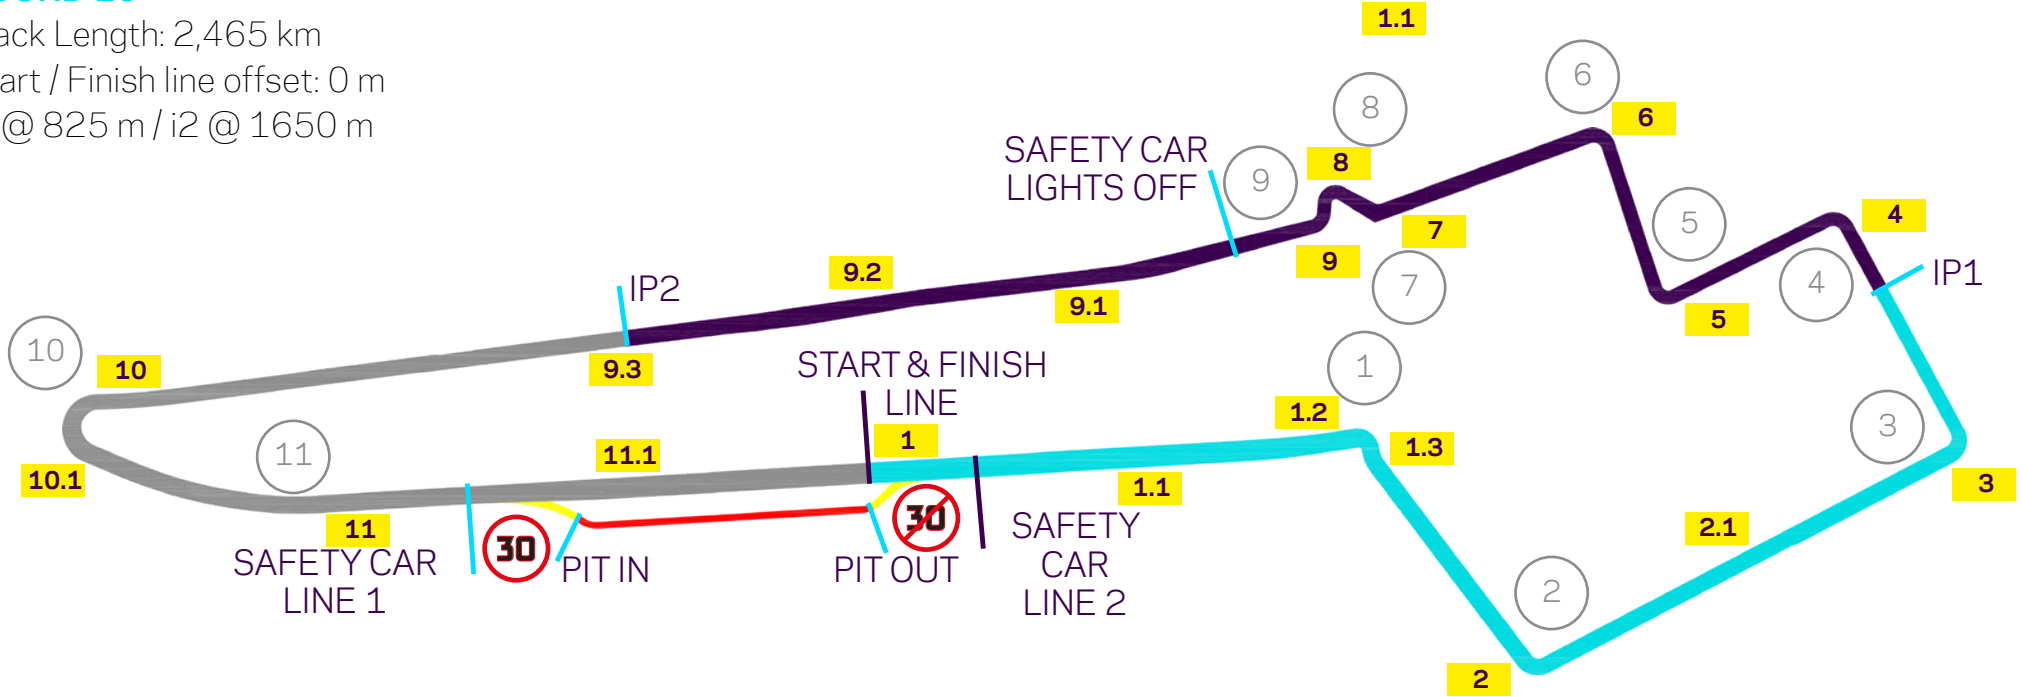 ack Length: 2,465 km
art / Finish line offset: 0 m
@ 825 m / i2 @ 1650 m
1.1
6
8
6
SAFETY CAR
LIGHTS OFF
8
9
5
4
7
9
7
4
IP1
9.2
IP2
9.1
5
10
10
9.3
START & FINISH
LINE
1
1.2
1
1.3
3
11
11.1
10.1
1.1
3
11
30
30
SAFETY
CAR
LINE 2
2.1
SAFETY CAR
LINE 1
PIT IN
PIT OUT
2
2